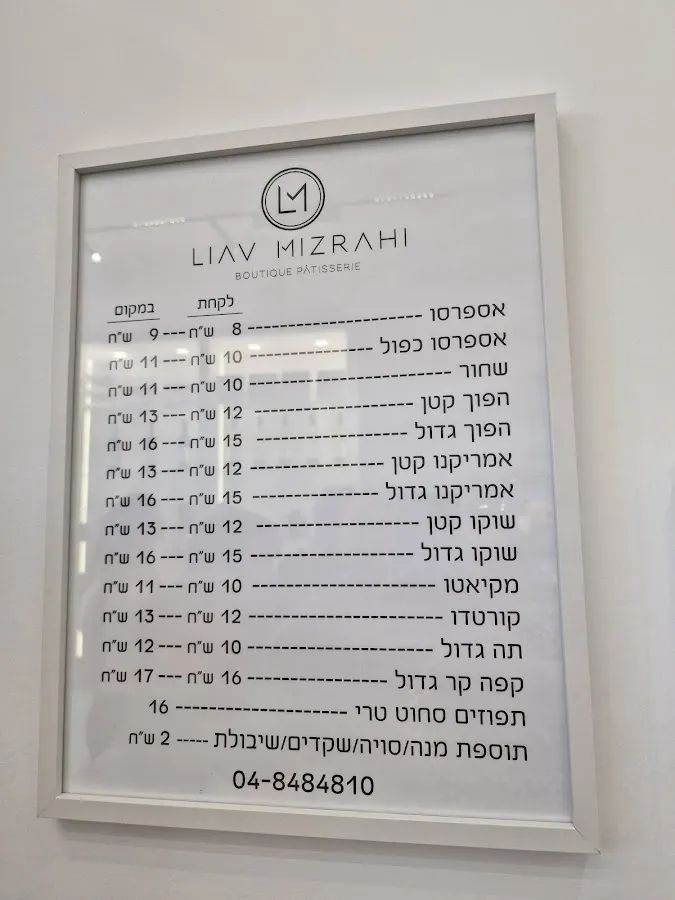 LM
LIAV MIZRAHI
BOUTIQUE PÂTISSERIE
לקחת במקום
אספרסו ------------------------ 8 ש״ח --- 9 ש״ח
אספרסו כפול ----------------- 10 ש״ח --- 11 ש״ח
שחור ---------------------------- 10 ש״ח --- 11 ש״ח
הפוך קטן ---------------------- 12 ש״ח --- 13 ש״ח
הפוך גדול --------------------- 15 ש״ח --- 16 ש״ח
אמריקנו קטן ----------------- 12 ש״ח --- 13 ש״ח
אמריקנו גדול ---------------- 15 ש״ח --- 16 ש״ח
שוקו קטן ---------------------- 12 ש״ח --- 13 ש״ח
שוקו גדול --------------------- 15 ש״ח --- 16 ש״ח
מקיאטו ------------------------- 10 ש״ח --- 11 ש״ח
קורטדו -------------------------- 12 ש״ח --- 13 ש״ח
תה גדול ------------------------ 10 ש״ח --- 12 ש״ח
קפה קר גדול ----------------- 16 ש״ח --- 17 ש״ח
תפוזים סחוט טרי --------------------- 16
תוספת מנה/סויה/שקדים/שיבולת ----- 2 ש״ח
04-8484810